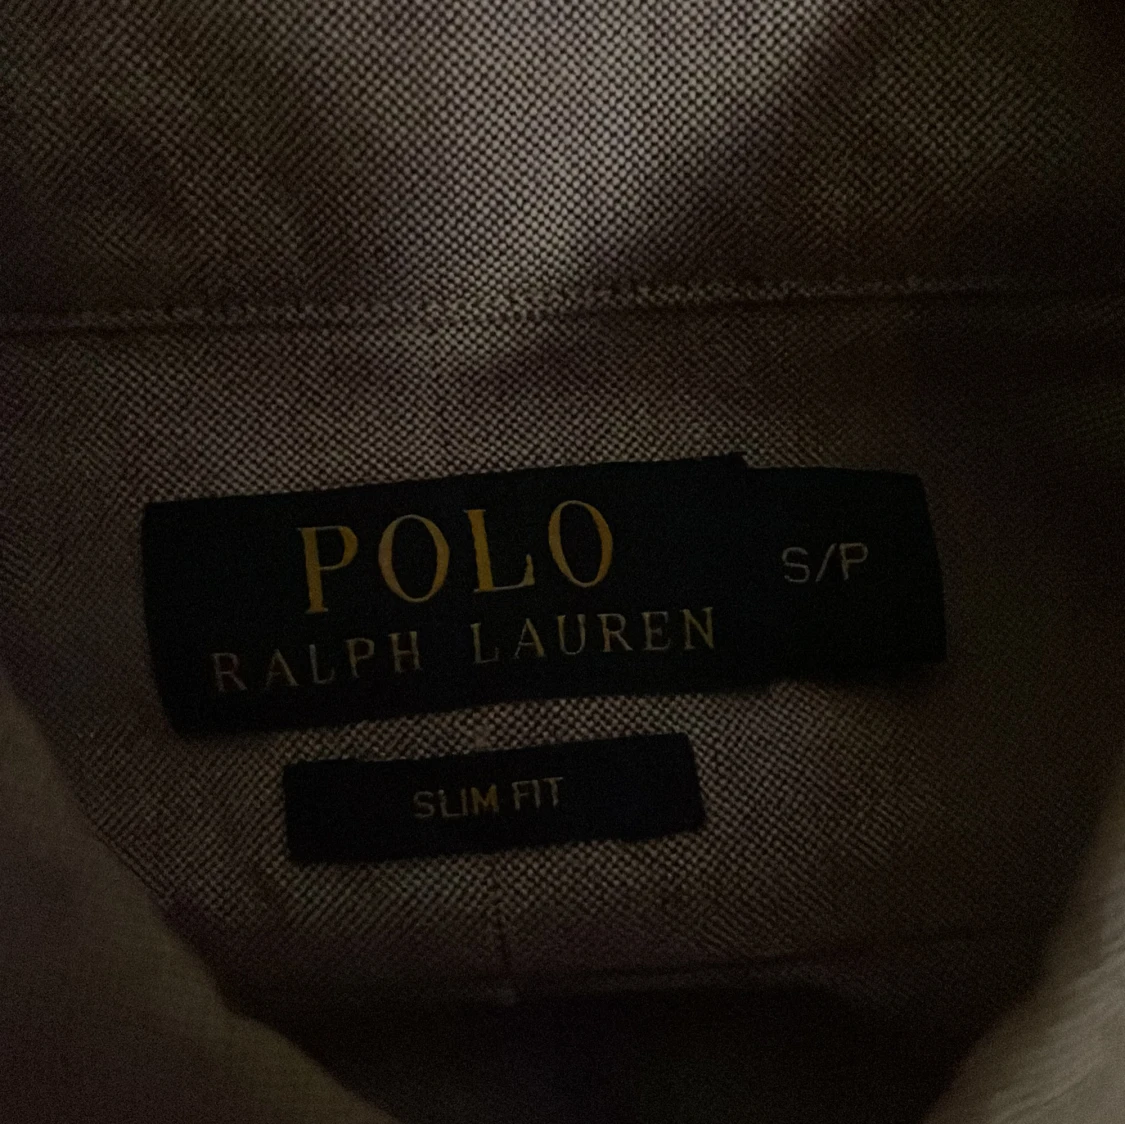 POLO
RALPH LAUREN
S/P
SLIM FIT